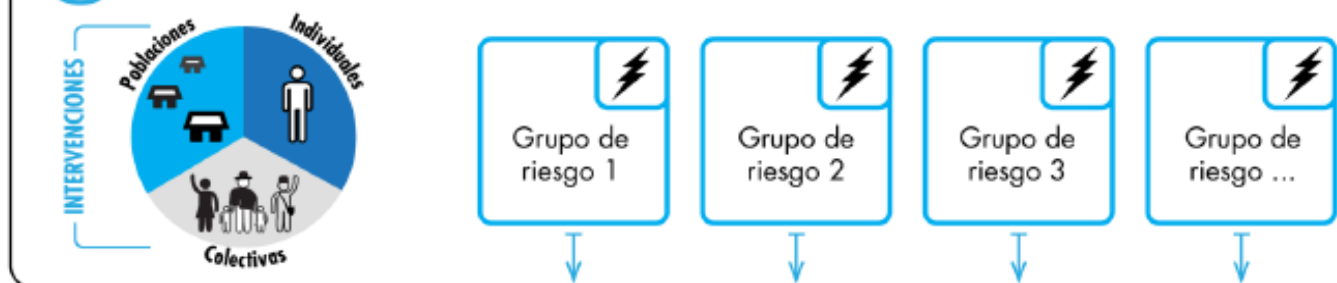 INTERVENCIONES
Poblaciones
Individuales
Colectivas
Grupo de
riesgo 1
Grupo de
riesgo 2
Grupo de
riesgo 3
Grupo de
riesgo ...